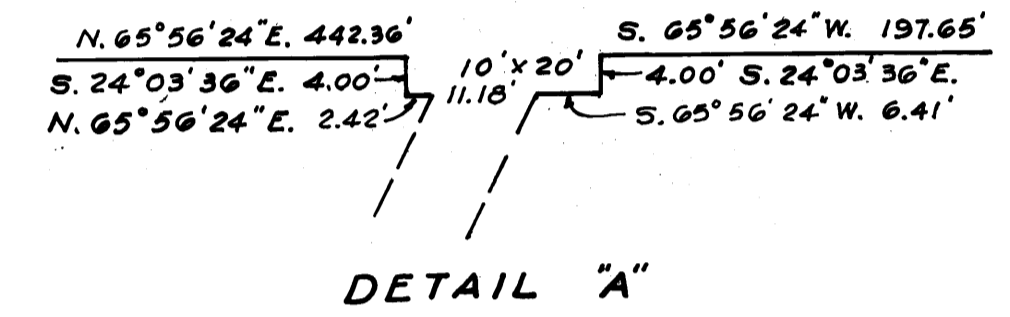 N. 65°56'24"E. 442.36'
S. 65°56'24"W. 197.65'
S. 24°03'36"E. 4.00'
10' x 20'
4.00' S. 24°03'36"E.
11.18'
N. 65°56'24"E. 2.42'
S. 65°56'24"W. 6.41'
DETAIL "A"